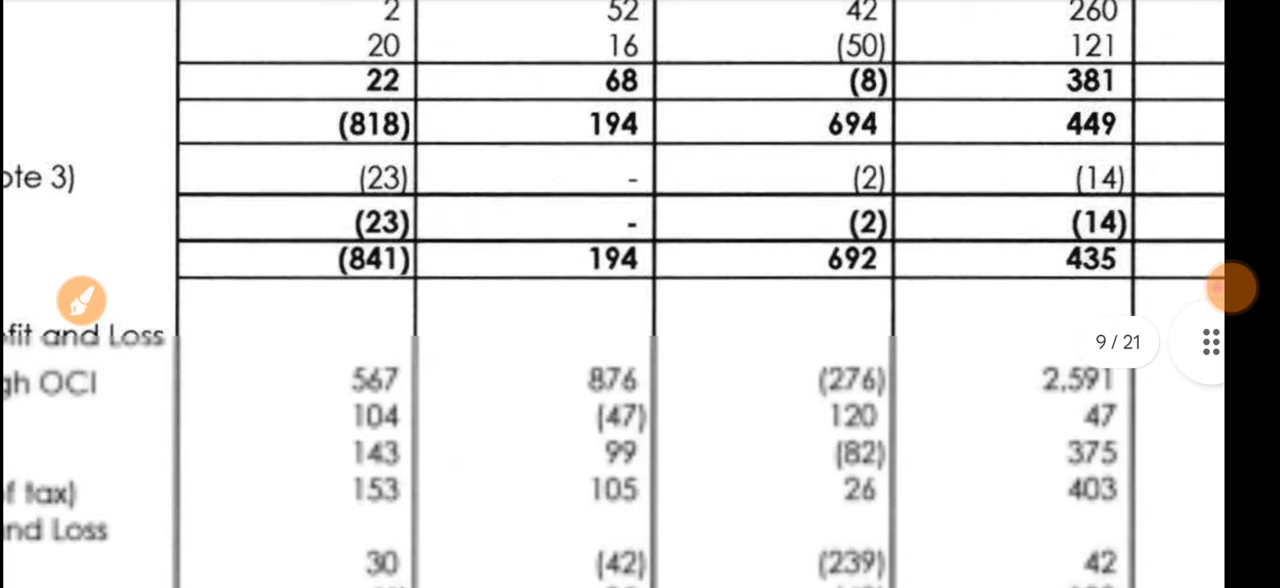 2 52 42 260
20 16 (50) 121
22 68 (8) 381
(818) 194 694 449
ote 3) (23) - (2) (14)
(23) - (2) (14)
(841) 194 692 435
fit and Loss
9 / 21
gh OCI 567 876 (276) 2,591
104 (47) 120 47
143 99 (82) 375
f tax) 153 105 26 403
nd Loss
30 (42) (239) 42